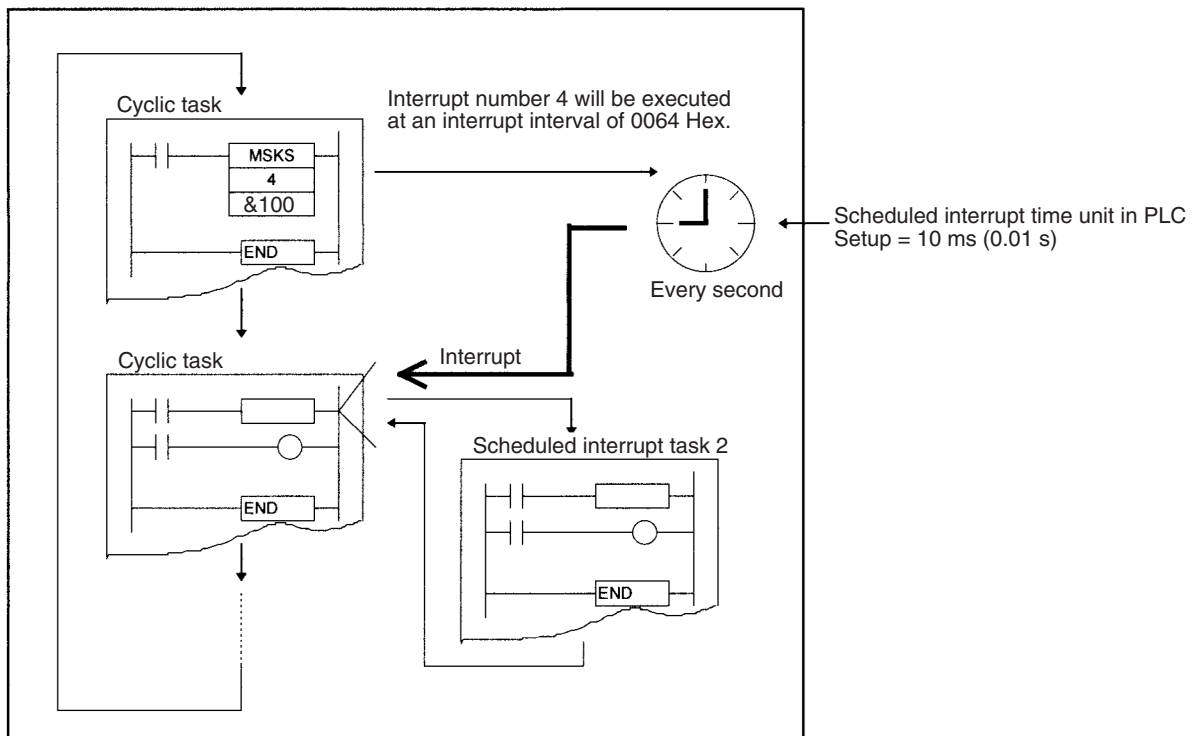 Cyclic task
Interrupt number 4 will be executed
at an interrupt interval of 0064 Hex.
MSKS
4
&100
END
Scheduled interrupt time unit in PLC
Setup = 10 ms (0.01 s)
Every second
Cyclic task
Interrupt
END
Scheduled interrupt task 2
END